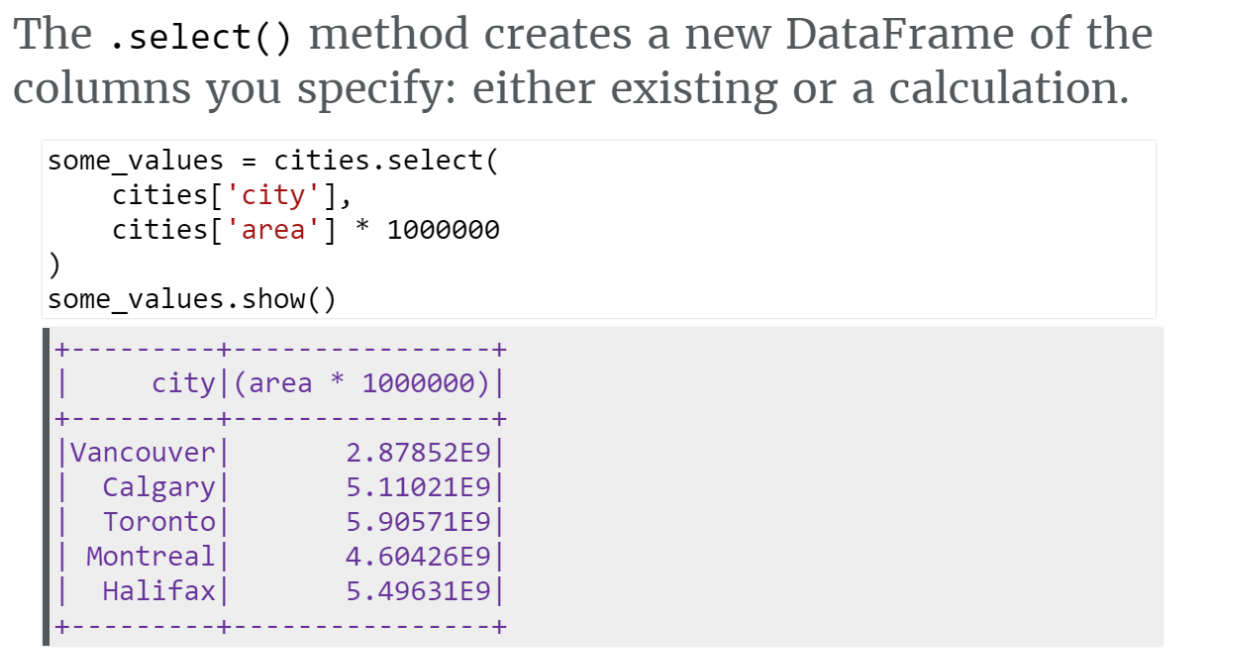 The .select() method creates a new DataFrame of the
columns you specify: either existing or a calculation.
some_values = cities.select(
    cities['city'],
    cities['area'] * 1000000
)
some_values.show()
+---------+----------------+
|     city|(area * 1000000)|
+---------+----------------+
|Vancouver|       2.87852E9|
|  Calgary|       5.11021E9|
|  Toronto|       5.90571E9|
| Montreal|       4.60426E9|
|  Halifax|       5.49631E9|
+---------+----------------+